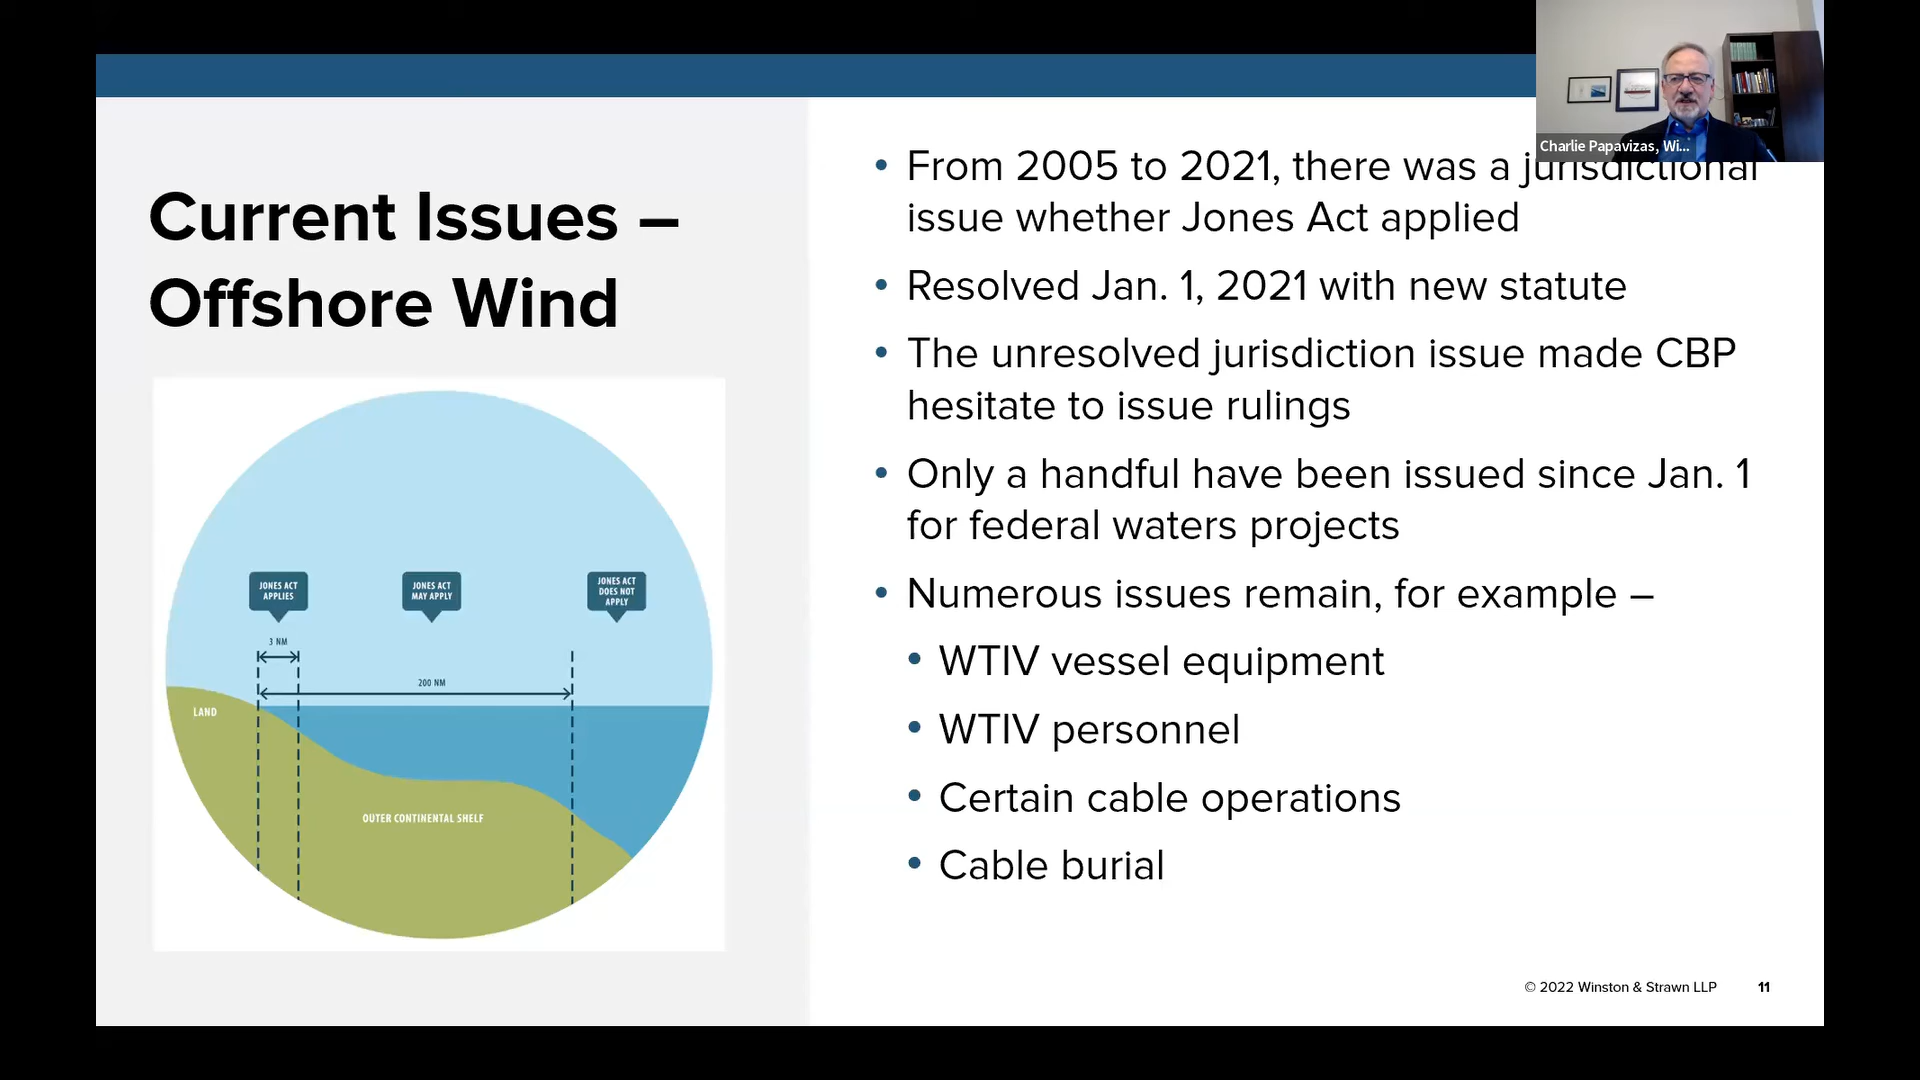 Charlie Papavizas, Wi...
Current Issues –
Offshore Wind
JONES ACT
APPLIES
JONES ACT
MAY APPLY
JONES ACT
DOES NOT
APPLY
3 NM
200 NM
LAND
OUTER CONTINENTAL SHELF
• From 2005 to 2021, there was a jurisdictional
issue whether Jones Act applied
• Resolved Jan. 1, 2021 with new statute
• The unresolved jurisdiction issue made CBP
hesitate to issue rulings
• Only a handful have been issued since Jan. 1
for federal waters projects
• Numerous issues remain, for example –
• WTIV vessel equipment
• WTIV personnel
• Certain cable operations
• Cable burial
© 2022 Winston & Strawn LLP 11